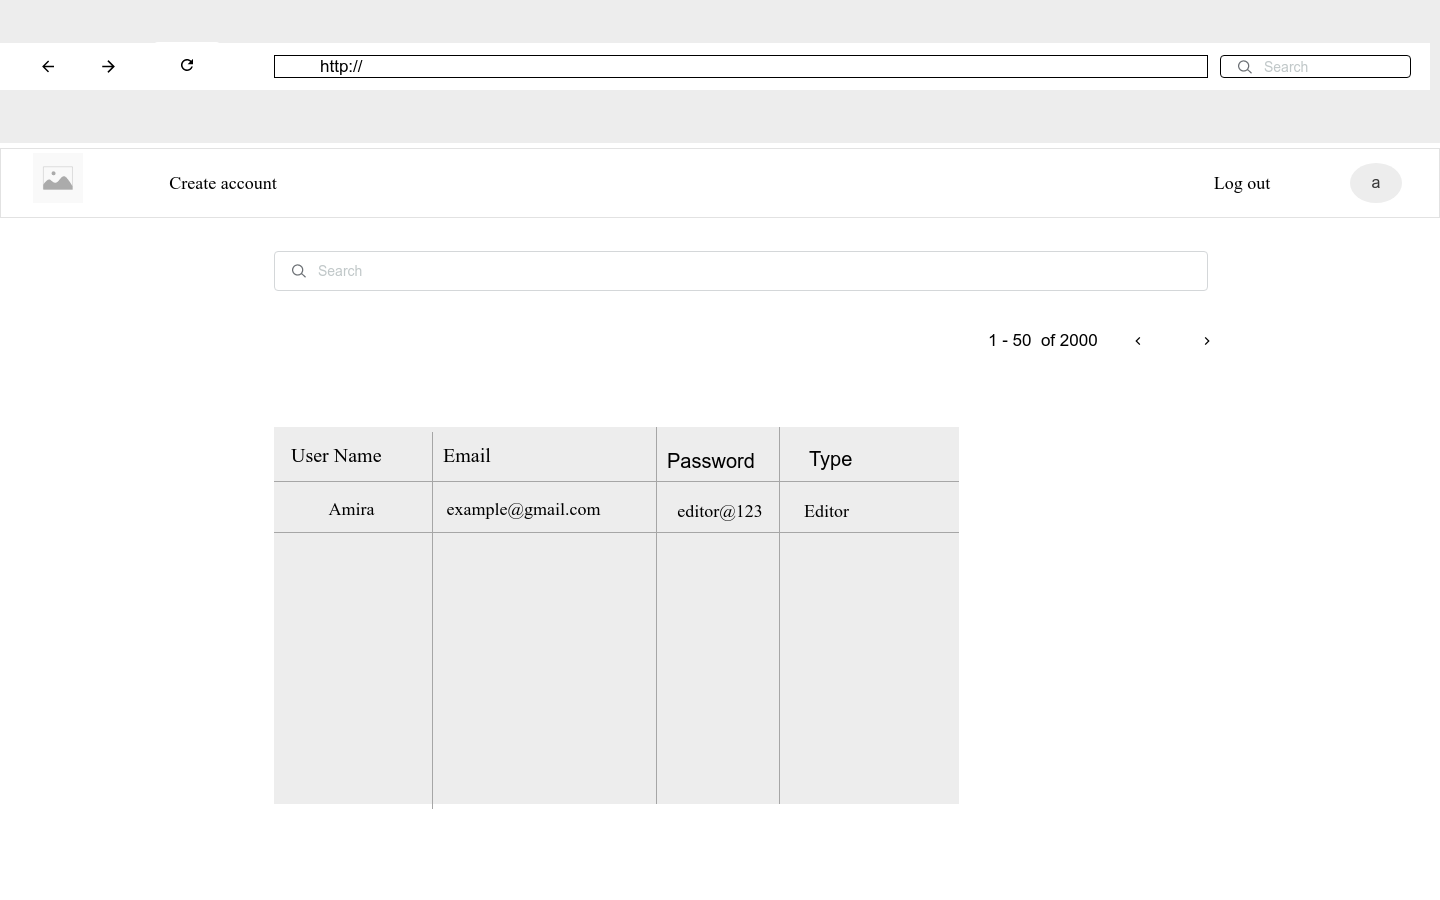 http://
Search
Create account
Log out
a
Search
1 - 50 of 2000
User Name Email Password Type
Amira example@gmail.com editor@123 Editor